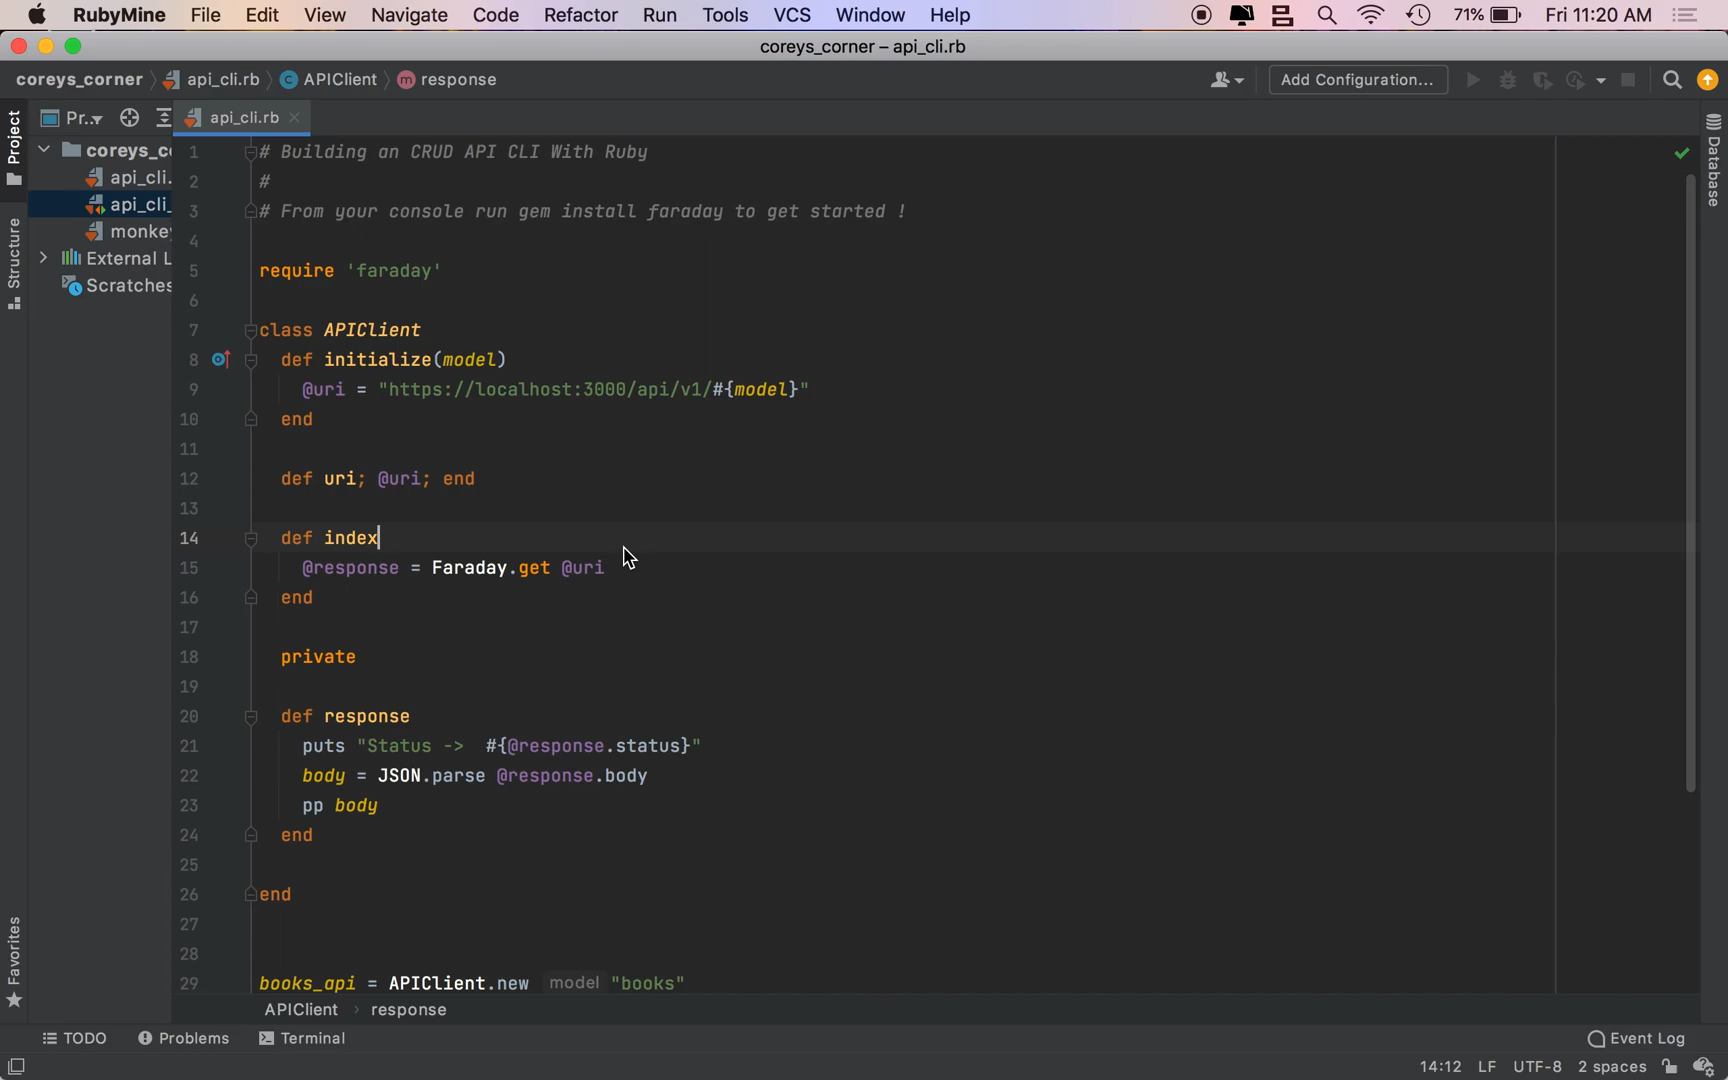 RubyMine File Edit View Navigate Code Refactor Run Tools VCS Window Help 71% Fri 11:20 AM
coreys_corner – api_cli.rb
coreys_corner api_cli.rb APIClient response Add Configuration...
Project Pr... api_cli.rb
coreys_c
api_cli.
api_cli_
monkey
External L
Scratches
Structure
Favorites
Database
1 # Building an CRUD API CLI With Ruby
2 #
3 # From your console run gem install faraday to get started !
4
5 require 'faraday'
6
7 class APIClient
8 def initialize(model)
9 @uri = "https://localhost:3000/api/v1/#{model}"
10 end
11
12 def uri; @uri; end
13
14 def index
15 @response = Faraday.get @uri
16 end
17
18 private
19
20 def response
21 puts "Status ->  #{@response.status}"
22 body = JSON.parse @response.body
23 pp body
24 end
25
26 end
27
28
29 books_api = APIClient.new model "books"
APIClient › response
TODO Problems Terminal Event Log
14:12 LF UTF-8 2 spaces